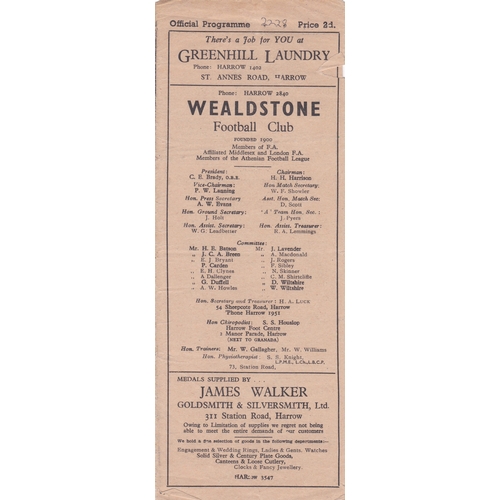 Official Programme Price 2d.
There's a Job for YOU at
GREENHILL LAUNDRY
Phone: HARROW 1402
ST. ANNES ROAD, ARROW
Phone: HARROW 2840
WEALDSTONE
Football Club
FOUNDED 1900
Members of F.A.
Affiliated Middlesex and London F.A.
Members of the Athenian Football League
President: Chairman:
C. E. Brady, O.B.E. H. H. Harrison
Vice-Chairman: Hon. Match Secretary:
P. W. Lanning W. F. Showler
Hon. Press Secretary Asst. Hon. Match Sec:
A. W. Evans D. Scott
Hon. Ground Secretary: 'A' Team Hon. Sec:
J. Holt J. Pyers
Hon. Assist. Secretary: Hon. Assist. Treasurer:
W. G. Leadbetter R. A. Lemmings
Committee:
Mr. H. E. Batson Mr J. Lavender
„ J. C. A. Breen „ A. Macdonald
„ E. J Bryant „ J. Rogers
„ P. Carden „ P. Sibley
„ E. H. Clynes „ N. Skinner
„ A Dallenger „ C. M. Shirtcliffe
„ G. Duffell „ D. Wiltshire
„ A. W. Howles „ W. Wiltshire
Hon. Secretary and Treasurer: H. A. LUCK
54 Sheepcote Road, Harrow
'Phone Harrow 1951
Hon Chiropodies: S. S. Houslop
Harrow Foot Centre
1 Manor Parade, Harrow
(NEXT TO GRANADA)
Hon. Trainers: Mr. W. Gallagher, Mr. W. Williams
Hon. Physiotherapist: S. S. Knight,
73, Station Road,
MEDALS SUPPLIED BY . . .
JAMES WALKER
GOLDSMITH & SILVERSMITH, Ltd.
311 Station Road, Harrow
Owing to Limitation of supplies we regret not being
able to meet the entire demands of our customers
We hold a fine selection of goods in the following departments:-
Engagement & Wedding Rings, Ladies & Gents. Watches
Solid Silver & Century Plate Goods,
Canteens & Loose Cutlery,
Clocks & Fancy Jewellery.
HAR 3547